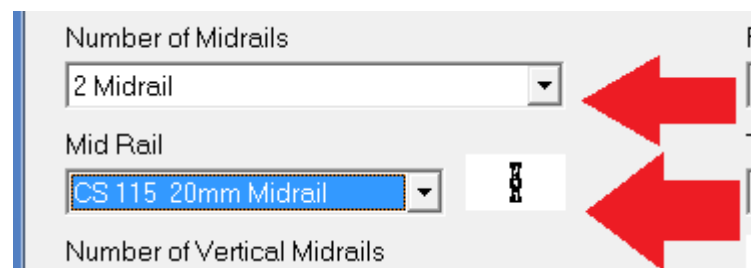 Number of Midrails
2 Midrail
Mid Rail
CS 115 20mm Midrail
Number of Vertical Midrails